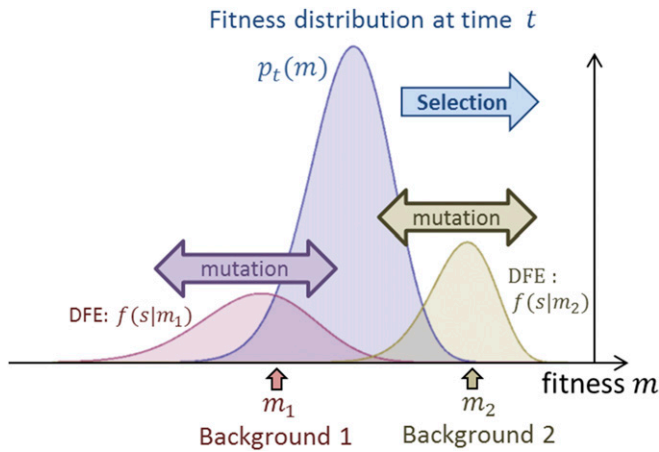 Fitness distribution at time t
p_t(m)
Selection
mutation
mutation
DFE: f(s|m_1)
DFE :
f(s|m_2)
fitness m
m_1
m_2
Background 1
Background 2